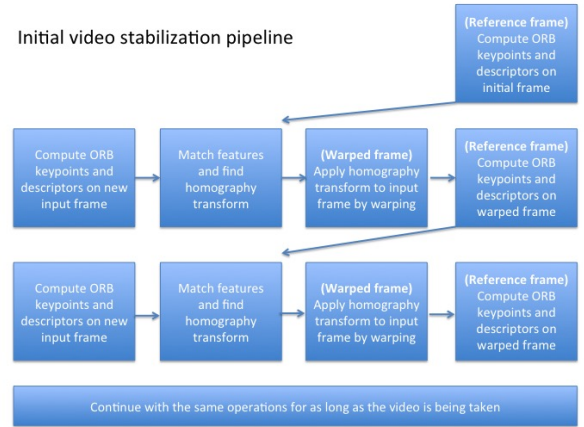 Initial video stabilization pipeline
(Reference frame)
Compute ORB
keypoints and
descriptors on
initial frame
Compute ORB
keypoints and
descriptors on new
input frame
Match features
and find
homography
transform
(Warped frame)
Apply homography
transform to input
frame by warping
(Reference frame)
Compute ORB
keypoints and
descriptors on
warped frame
Compute ORB
keypoints and
descriptors on new
input frame
Match features
and find
homography
transform
(Warped frame)
Apply homography
transform to input
frame by warping
(Reference frame)
Compute ORB
keypoints and
descriptors on
warped frame
Continue with the same operations for as long as the video is being taken